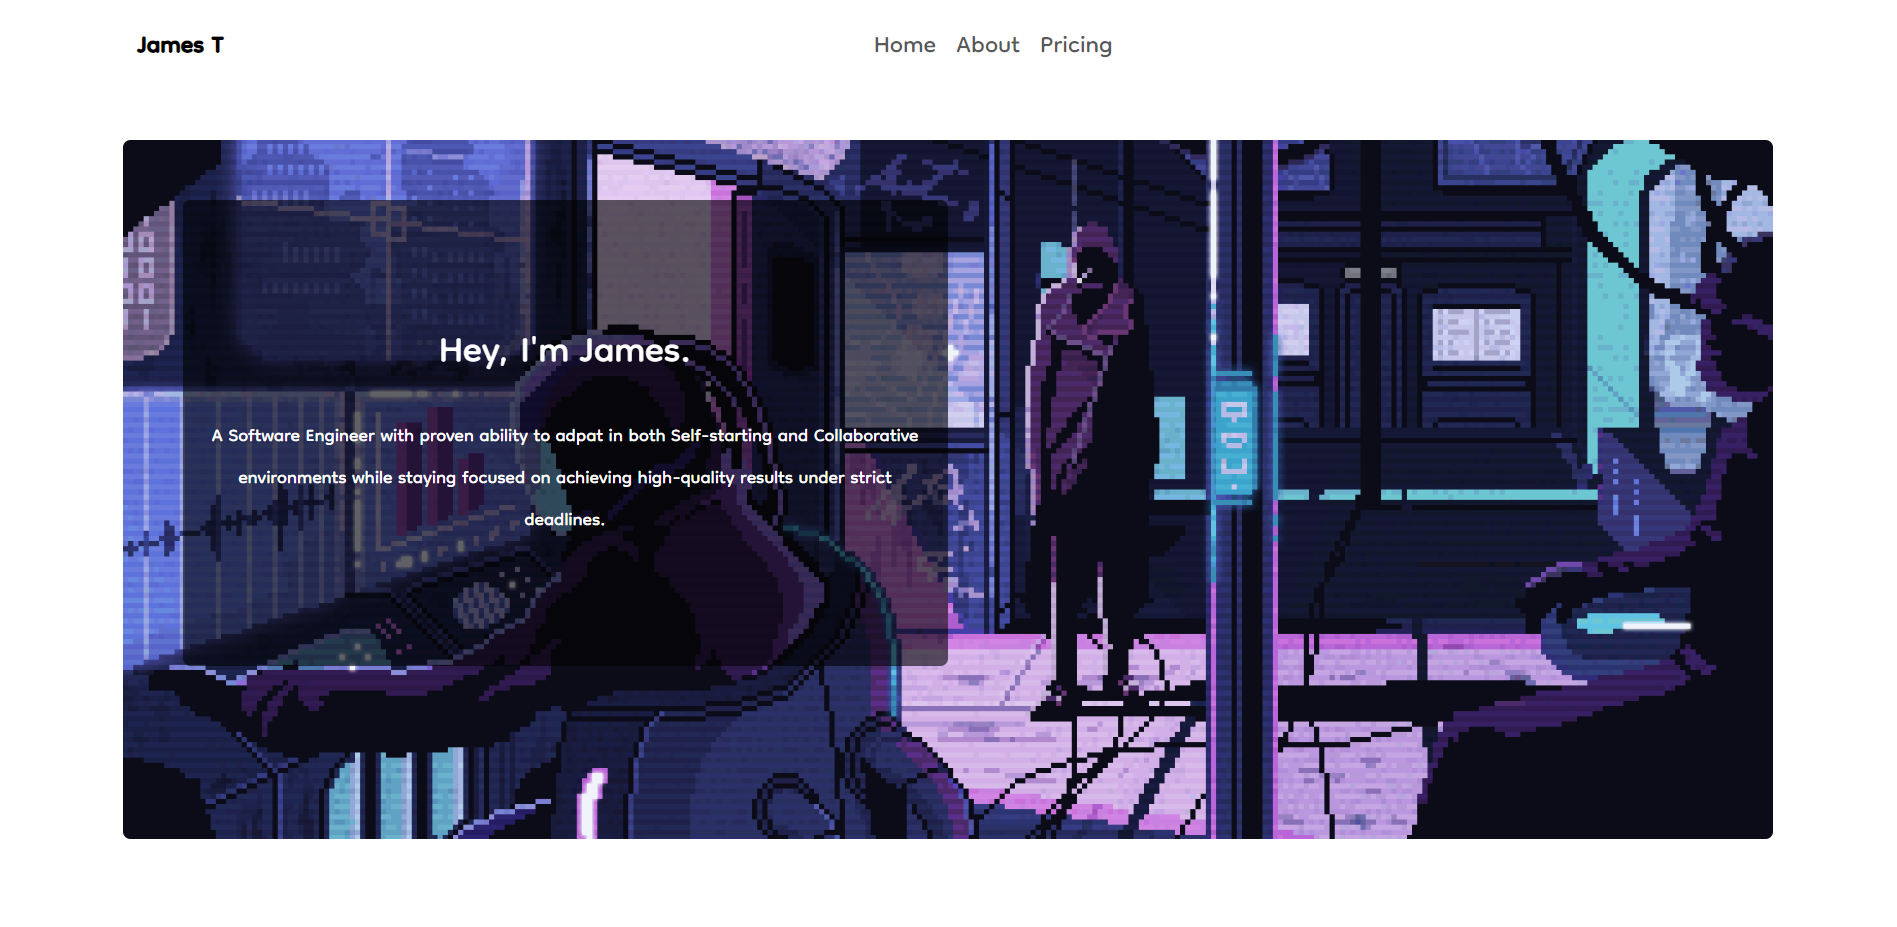 James T
Home About Pricing
Hey, I'm James.
A Software Engineer with proven ability to adpat in both Self-starting and Collaborative
environments while staying focused on achieving high-quality results under strict
deadlines.